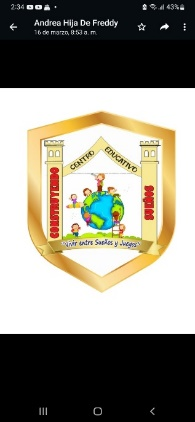 2:34
43%
Andrea Hija De Freddy
16 de marzo, 8:53 a. m.
CENTRO EDUCATIVO
CONSTRUYENDO
SUEÑOS
Vivir entre Sueños y Juegos